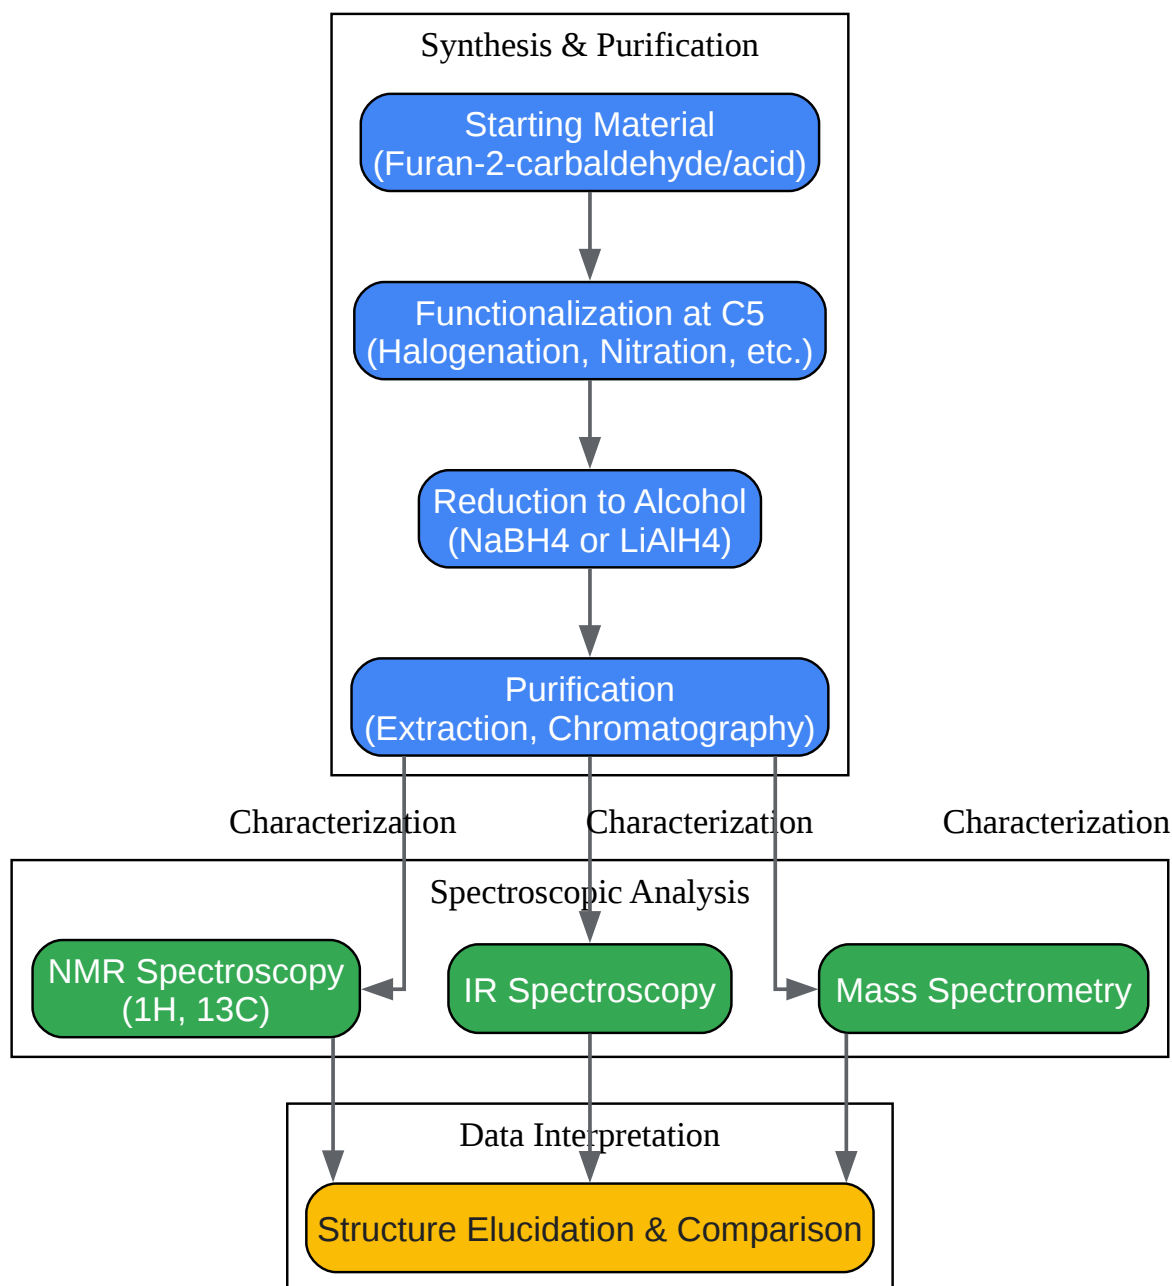 Synthesis & Purification
Starting Material
(Furan-2-carbaldehyde/acid)
Functionalization at C5
(Halogenation, Nitration, etc.)
Reduction to Alcohol
(NaBH4 or LiAlH4)
Purification
(Extraction, Chromatography)
Characterization
Characterization
Characterization
Spectroscopic Analysis
NMR Spectroscopy
(1H, 13C)
IR Spectroscopy
Mass Spectrometry
Data Interpretation
Structure Elucidation & Comparison